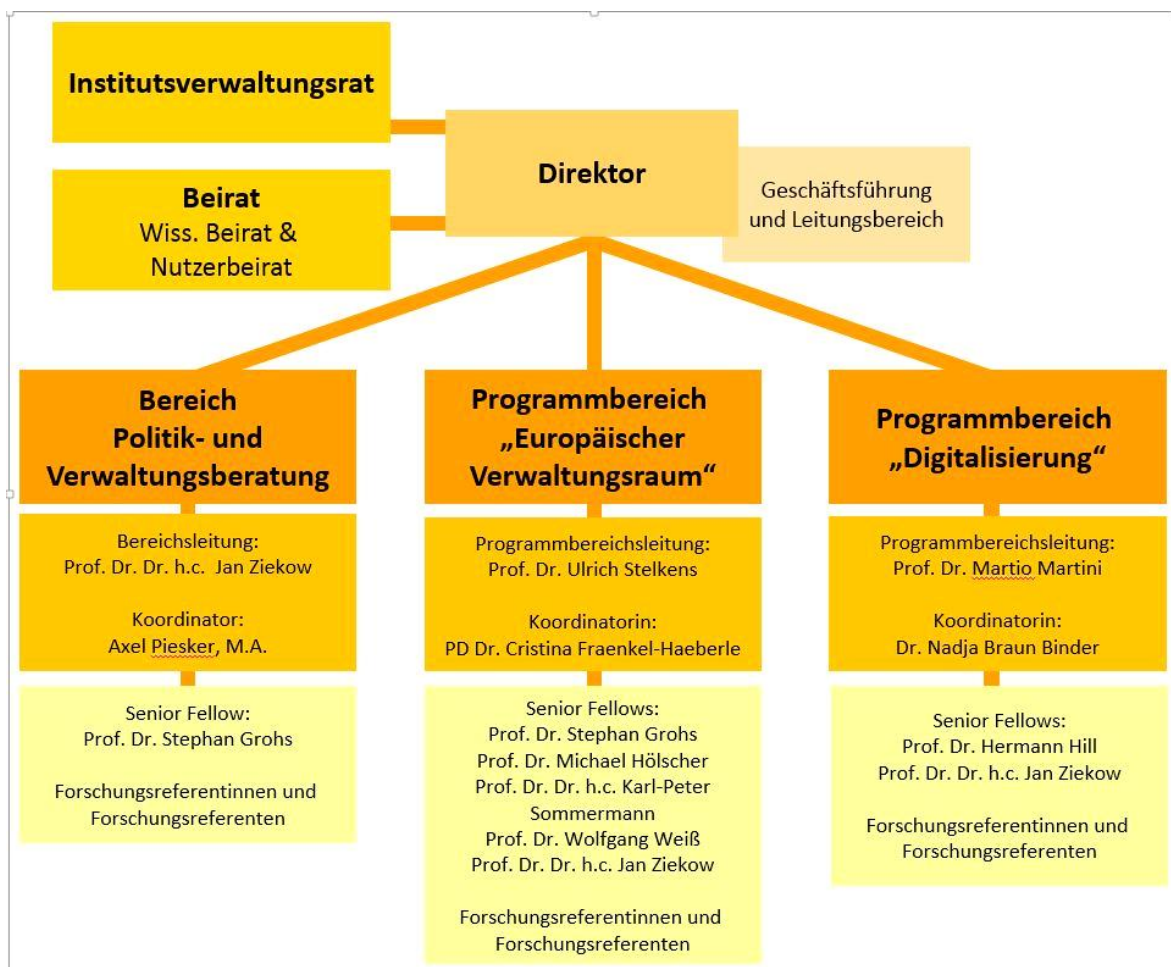 Institutsverwaltungsrat
Beirat
Wiss. Beirat &
Nutzerbeirat
Direktor
Geschäftsführung
und Leitungsbereich
Bereich
Politik- und
Verwaltungsberatung
Bereichsleitung:
Prof. Dr. Dr. h.c. Jan Ziekow
Koordinator:
Axel Piesker, M.A.
Senior Fellow:
Prof. Dr. Stephan Grohs
Forschungsreferentinnen und
Forschungsreferenten
Programmbereich
„Europäischer
Verwaltungsraum“
Programmbereichsleitung:
Prof. Dr. Ulrich Stelkens
Koordinatorin:
PD Dr. Cristina Fraenkel-Haeberle
Senior Fellows:
Prof. Dr. Stephan Grohs
Prof. Dr. Michael Hölscher
Prof. Dr. Dr. h.c. Karl-Peter
Sommermann
Prof. Dr. Wolfgang Weiß
Prof. Dr. Dr. h.c. Jan Ziekow
Forschungsreferentinnen und
Forschungsreferenten
Programmbereich
„Digitalisierung“
Programmbereichsleitung:
Prof. Dr. Martio Martini
Koordinatorin:
Dr. Nadja Braun Binder
Senior Fellows:
Prof. Dr. Hermann Hill
Prof. Dr. Dr. h.c. Jan Ziekow
Forschungsreferentinnen und
Forschungsreferenten